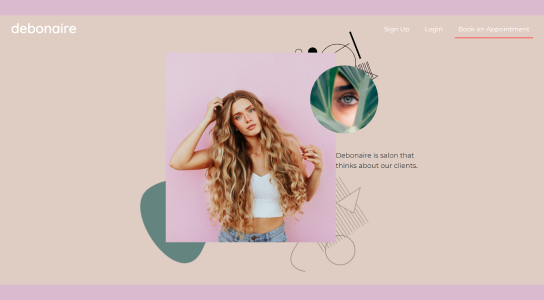 debonaire
Sign Up
Login
Book an Appointment
Debonaire is salon that
thinks about our clients.